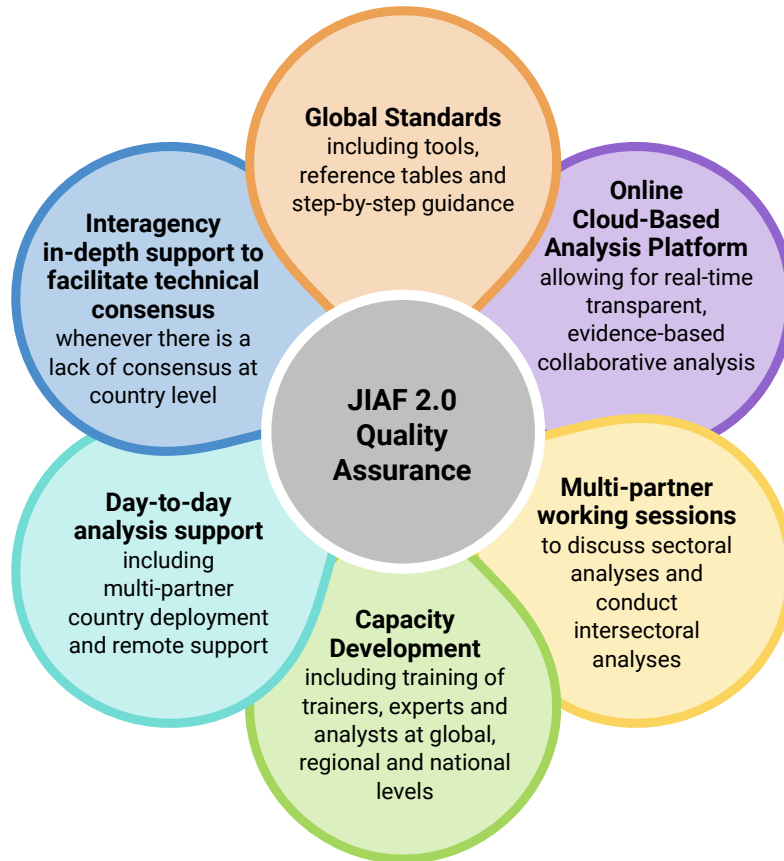 Global Standards
including tools,
reference tables and
step-by-step guidance
Online
Cloud-Based
Analysis Platform
allowing for real-time
transparent,
evidence-based
collaborative analysis
Multi-partner
working sessions
to discuss sectoral
analyses and
conduct
intersectoral
analyses
Capacity
Development
including training of
trainers, experts and
analysts at global,
regional and national
levels
Day-to-day
analysis support
including
multi-partner
country deployment
and remote support
Interagency
in-depth support to
facilitate technical
consensus
whenever there is a
lack of consensus at
country level
JIAF 2.0
Quality
Assurance